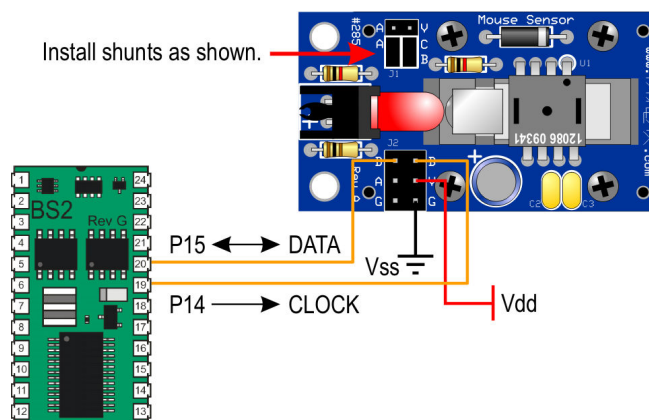 Install shunts as shown.
#285
Mouse Sensor
A Y
A C
B
J1
U1
12086 09341
J2
D B
A Y
G G
C2 C3
.com
BS2
Rev G
1 24
2 23
3 22
4 21
5 20
6 19
7 18
8 17
9 16
10 15
11 14
12 13
P15 DATA
P14 CLOCK
Vss
Vdd